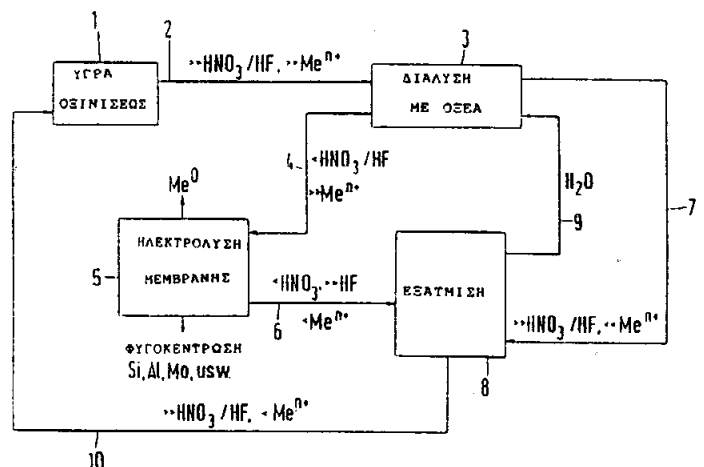 1
2
3
ΥΓΡΑ
ΟΞΙΝΙΣΕΩΣ
»HNO3/HF, »Me^n+
ΔΙΑΛΥΣΗ
ΜΕ ΟΞΕΑ
4
<HNO3/HF
»Me^n+
H2O
9
7
Me^0
5
ΗΛΕΚΤΡΟΛΥΣΗ
ΜΕΜΒΡΑΝΗΣ
<HNO3, »HF
<Me^n+
6
ΕΞΑΤΜΙΣΗ
»HNO3/HF, «Me^n+
8
ΦΥΓΟΚΕΝΤΡΩΣΗ
Si, Al, Mo, usw.
»HNO3/HF, <Me^n+
10